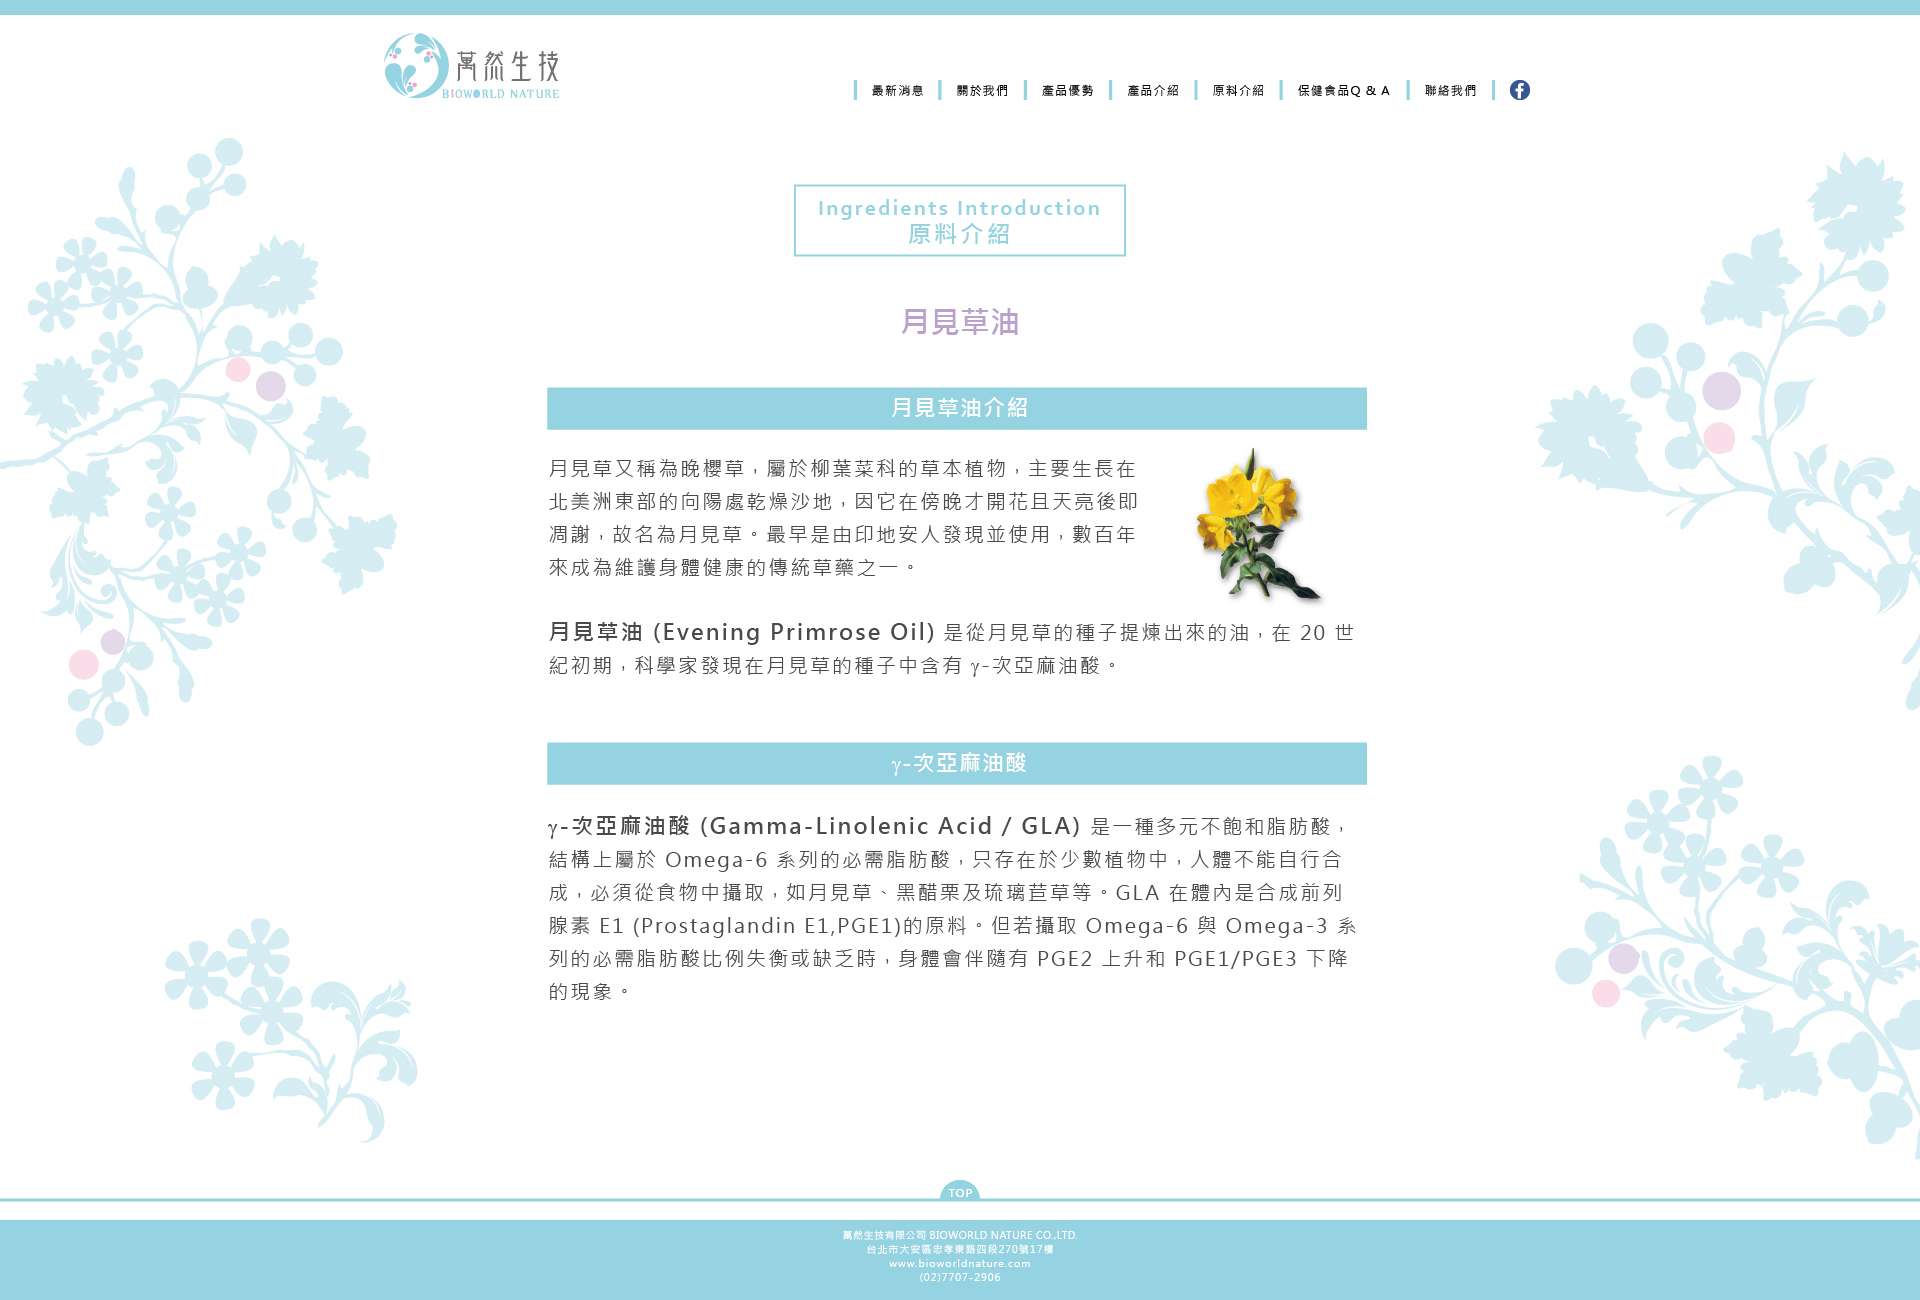 萬然生技
BIOWORLD NATURE
最新消息
關於我們
產品優勢
產品介紹
原料介紹
保健食品Q & A
聯絡我們
Ingredients Introduction
原料介紹
月見草油
月見草油介紹
月見草又稱為晚櫻草，屬於柳葉菜科的草本植物，主要生長在
北美洲東部的向陽處乾燥沙地，因它在傍晚才開花且天亮後即
凋謝，故名為月見草。最早是由印地安人發現並使用，數百年
來成為維護身體健康的傳統草藥之一。
月見草油 (Evening Primrose Oil) 是從月見草的種子提煉出來的油，在 20 世
紀初期，科學家發現在月見草的種子中含有 γ-次亞麻油酸。
γ-次亞麻油酸
γ-次亞麻油酸 (Gamma-Linolenic Acid / GLA) 是一種多元不飽和脂肪酸，
結構上屬於 Omega-6 系列的必需脂肪酸，只存在於少數植物中，人體不能自行合
成，必須從食物中攝取，如月見草、黑醋栗及琉璃苣草等。GLA 在體內是合成前列
腺素 E1 (Prostaglandin E1,PGE1)的原料。但若攝取 Omega-6 與 Omega-3 系
列的必需脂肪酸比例失衡或缺乏時，身體會伴隨有 PGE2 上升和 PGE1/PGE3 下降
的現象。
TOP
萬然生技有限公司 BIOWORLD NATURE CO.,LTD.
台北市大安區忠孝東路四段270號17樓
www.bioworldnature.com
(02)7707-2906